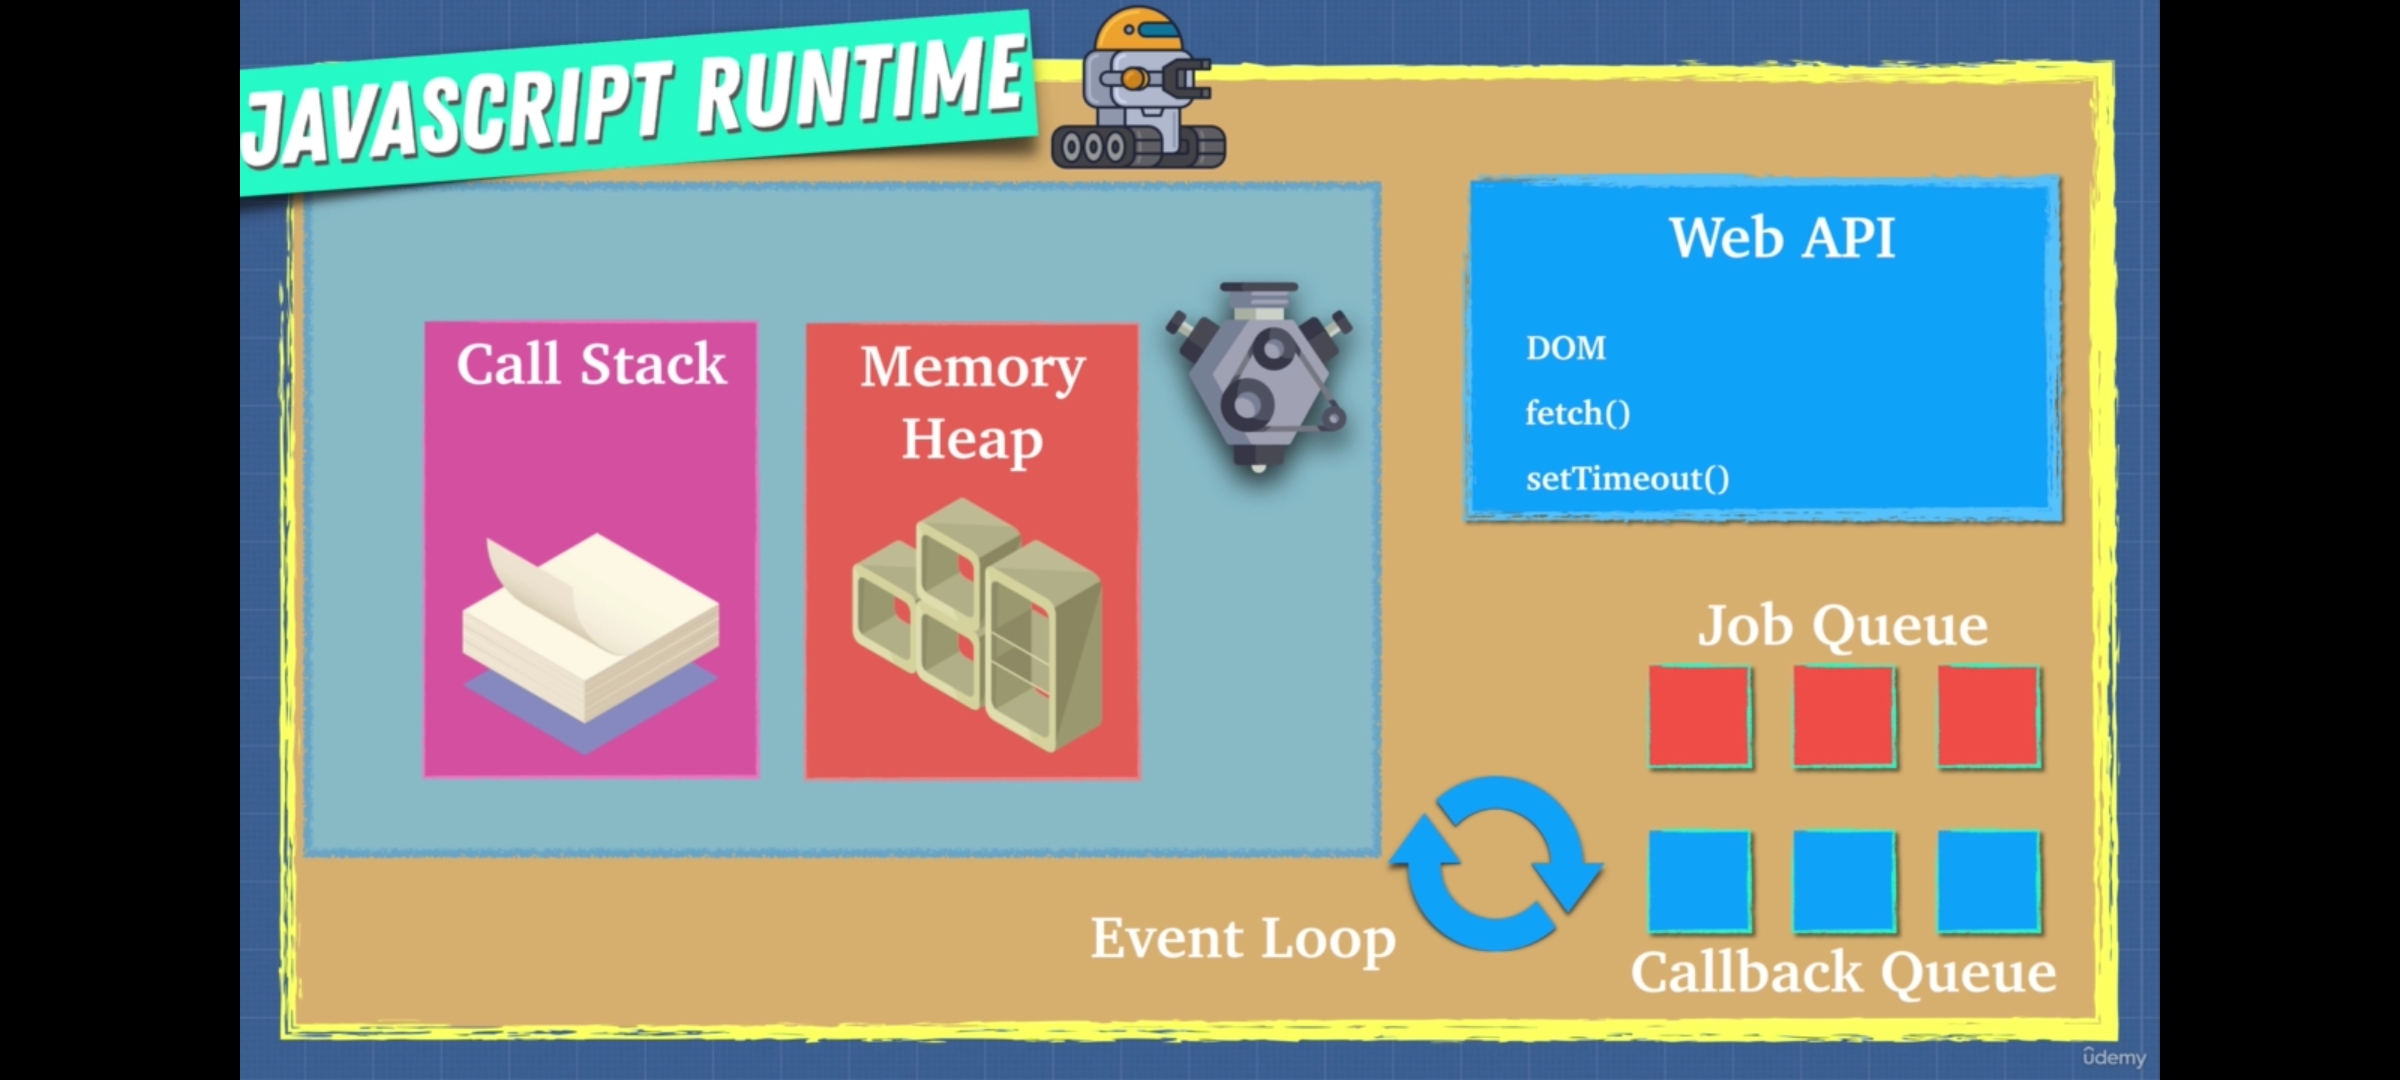 JAVASCRIPT RUNTIME
Call Stack
Memory
Heap
Web API
DOM
fetch()
setTimeout()
Job Queue
Event Loop
Callback Queue
ûdemy